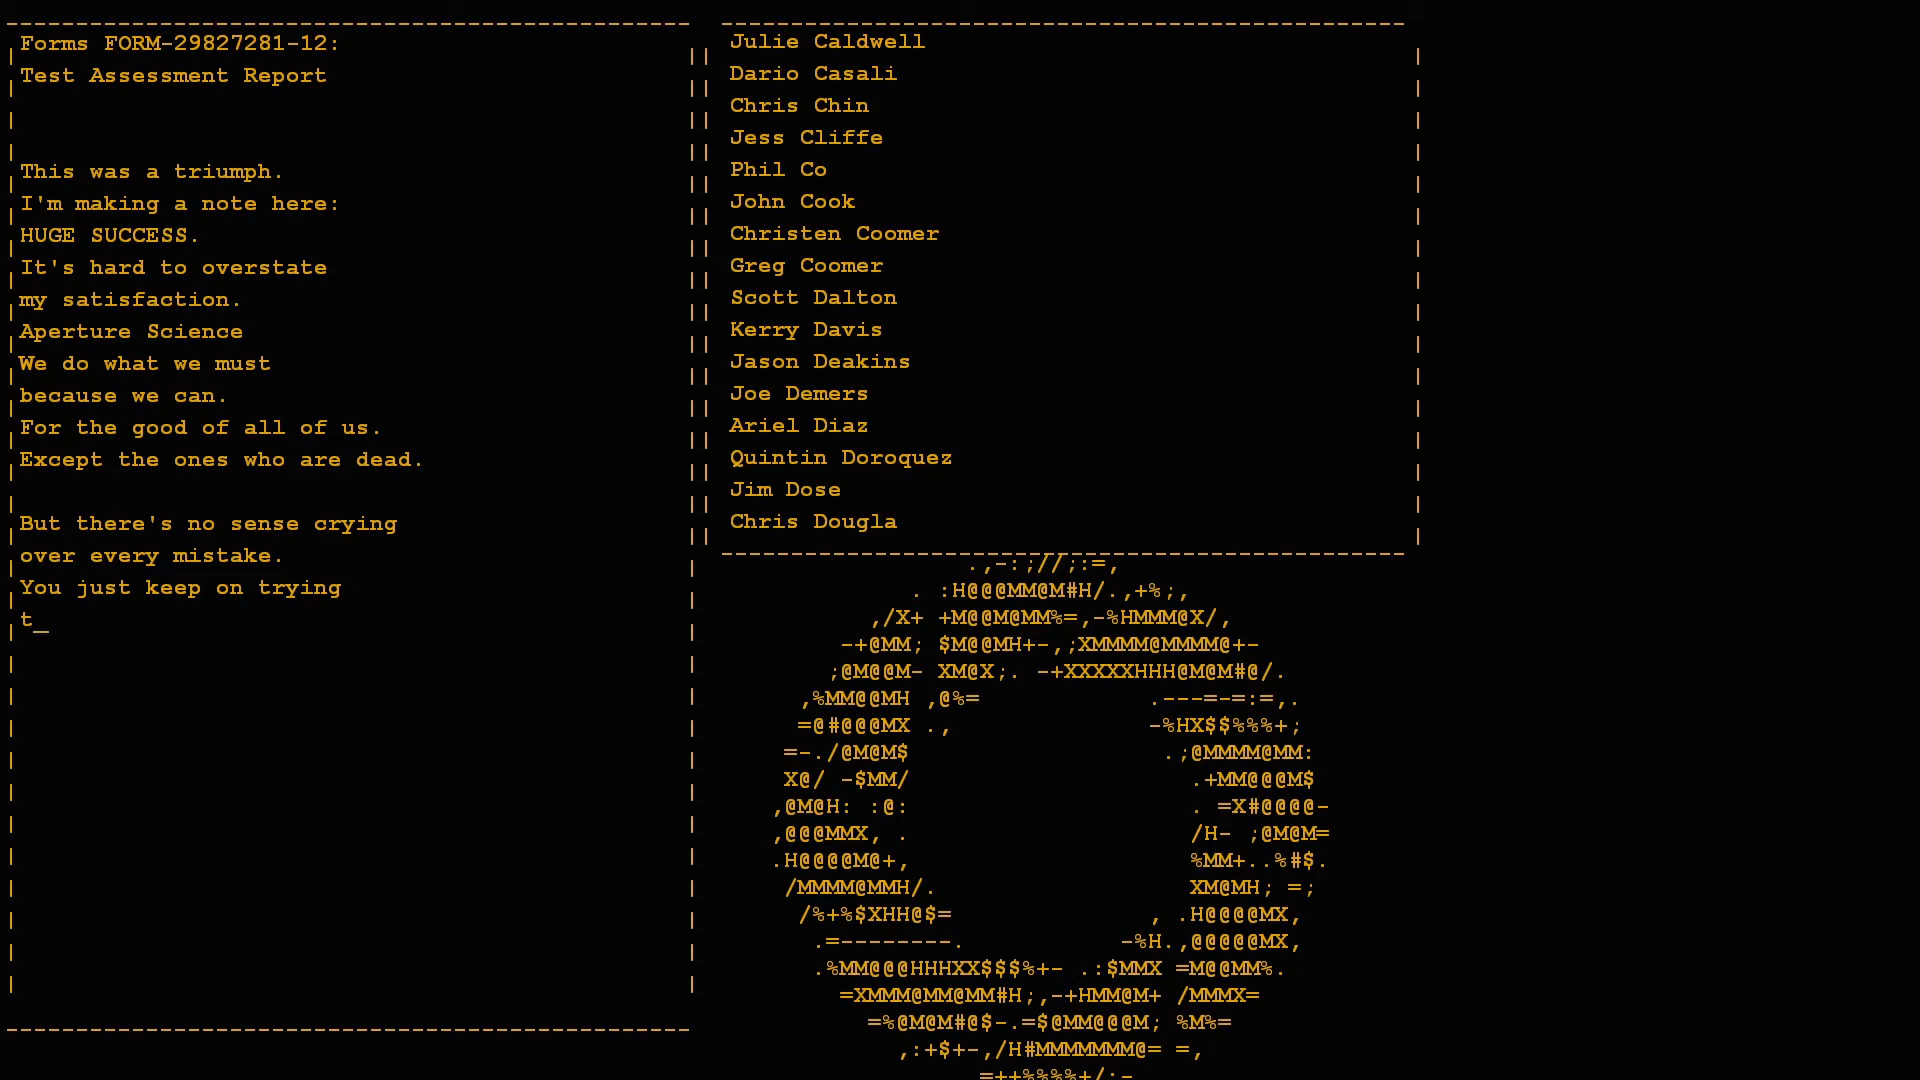 Forms FORM-29827281-12:
Test Assessment Report
This was a triumph.
I'm making a note here:
HUGE SUCCESS.
It's hard to overstate
my satisfaction.
Aperture Science
We do what we must
because we can.
For the good of all of us.
Except the ones who are dead.
But there's no sense crying
over every mistake.
You just keep on trying
t_
Julie Caldwell
Dario Casali
Chris Chin
Jess Cliffe
Phil Co
John Cook
Christen Coomer
Greg Coomer
Scott Dalton
Kerry Davis
Jason Deakins
Joe Demers
Ariel Diaz
Quintin Doroquez
Jim Dose
Chris Dougla